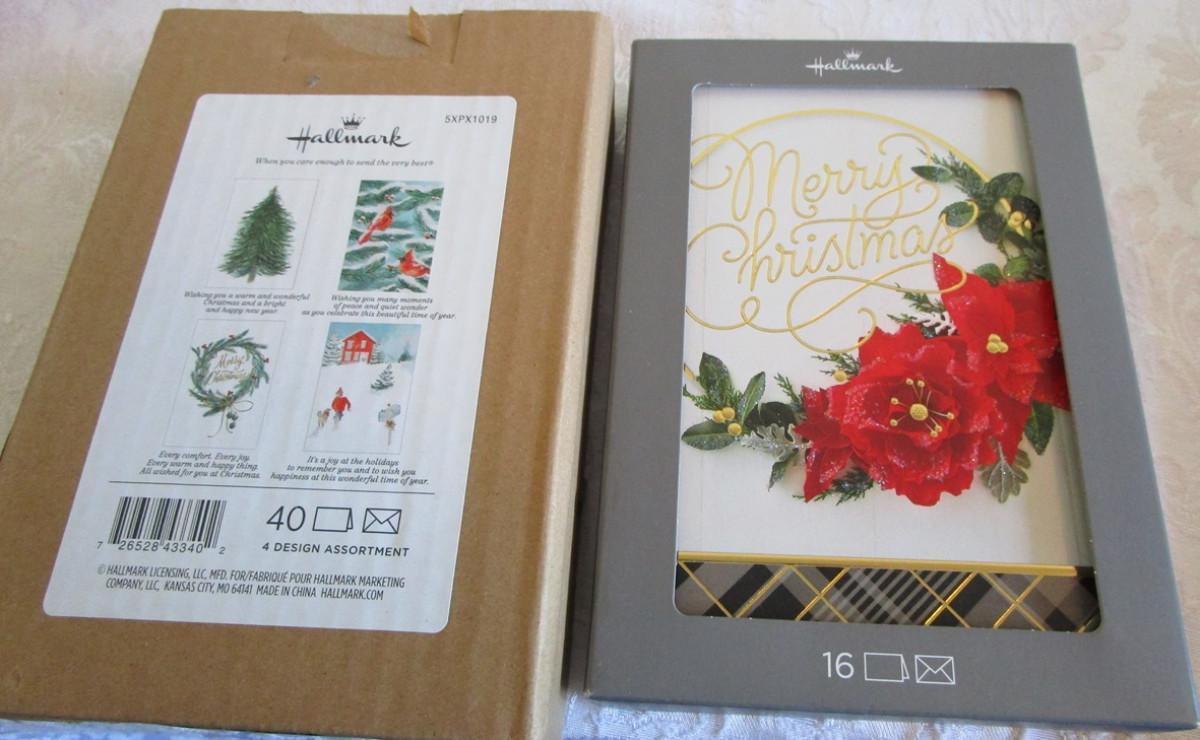 Hallmark
5XPX1019
When you care enough to send the very best®
Wishing you a warm and wonderful
Christmas and a bright
and happy new year.
Wishing you many moments
of peace and quiet wonder
as you celebrate this beautiful time of year.
Merry
Christmas
Every comfort. Every joy.
Every warm and happy thing.
All wished for you at Christmas.
It's a joy at the holidays
to remember you and to wish you
happiness at this wonderful time of year.
7 26528 43340 2
40
4 DESIGN ASSORTMENT
© HALLMARK LICENSING, LLC, MFD. FOR/FABRIQUÉ POUR HALLMARK MARKETING
COMPANY, LLC, KANSAS CITY, MO 64141 MADE IN CHINA HALLMARK.COM
Hallmark
Merry
Christmas
16